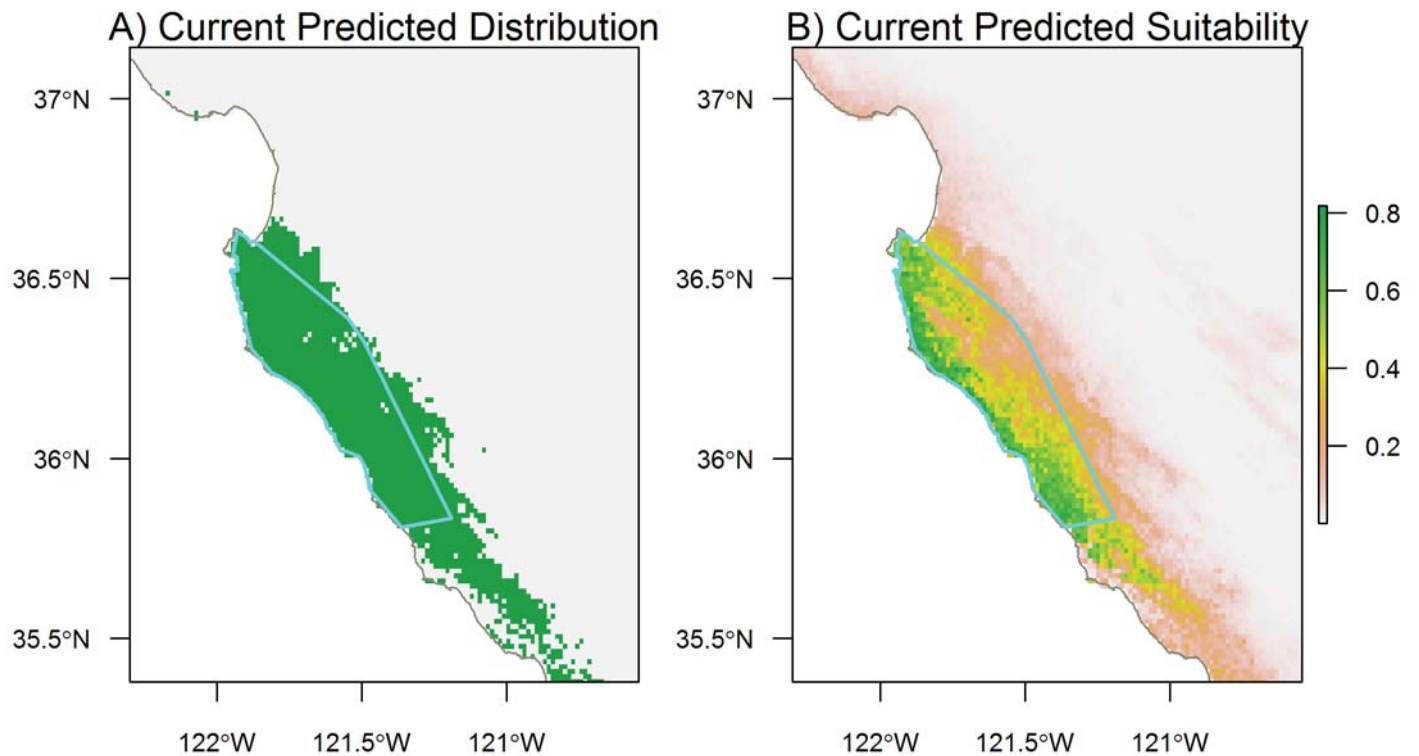 A) Current Predicted Distribution
B) Current Predicted Suitability
37°N
36.5°N
36°N
35.5°N
122°W
121.5°W
121°W
37°N
36.5°N
36°N
35.5°N
122°W
121.5°W
121°W
0.8
0.6
0.4
0.2